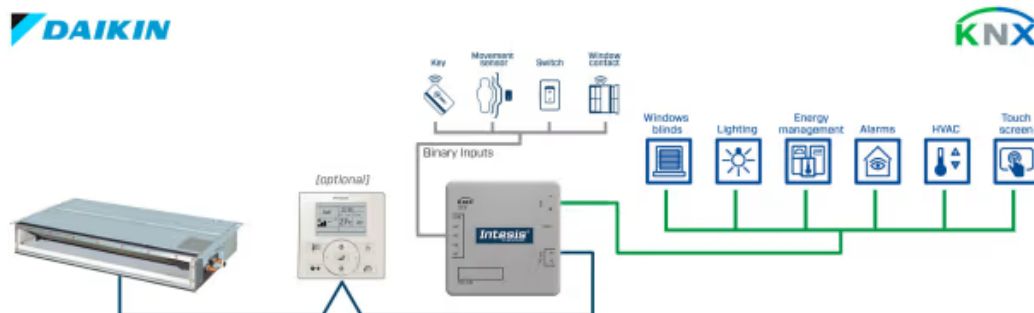 DAIKIN
KNX
Key
Movement
sensor
Switch
Window
contact
Binary Inputs
[optional]
Windows
blinds
Lighting
Energy
management
Alarms
HVAC
Touch
screen
Intesis